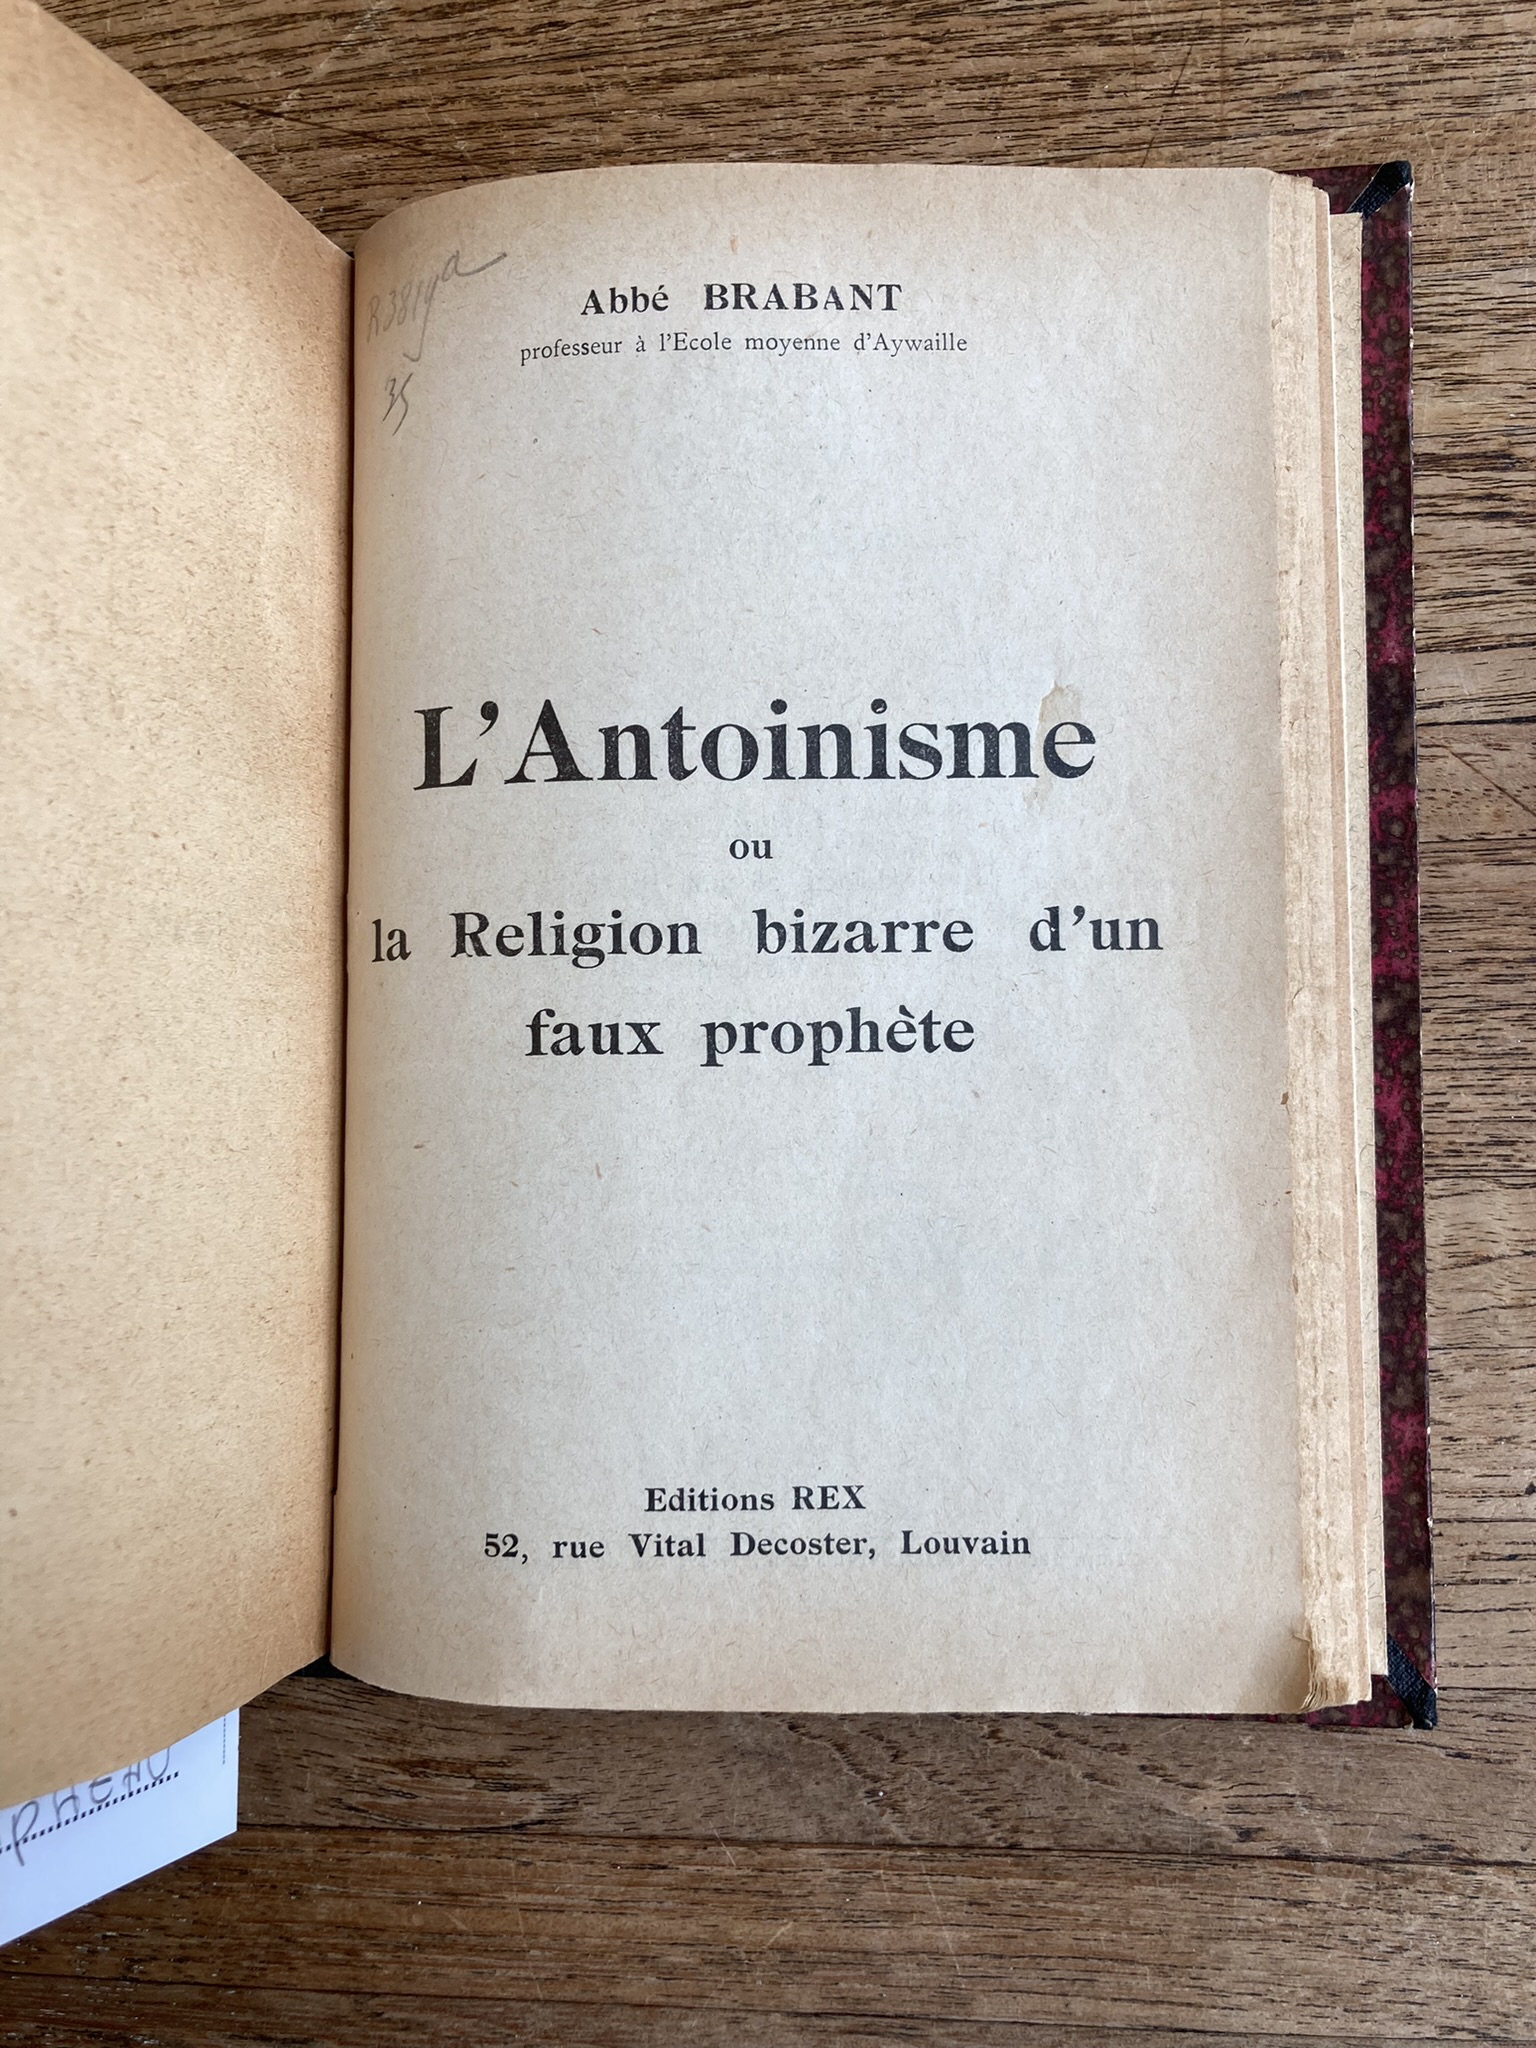 R3819a
35
Abbé BRABANT
professeur à l'Ecole moyenne d'Aywaille
L'Antoinisme
ou
la Religion bizarre d'un
faux prophète
Editions REX
52, rue Vital Decoster, Louvain